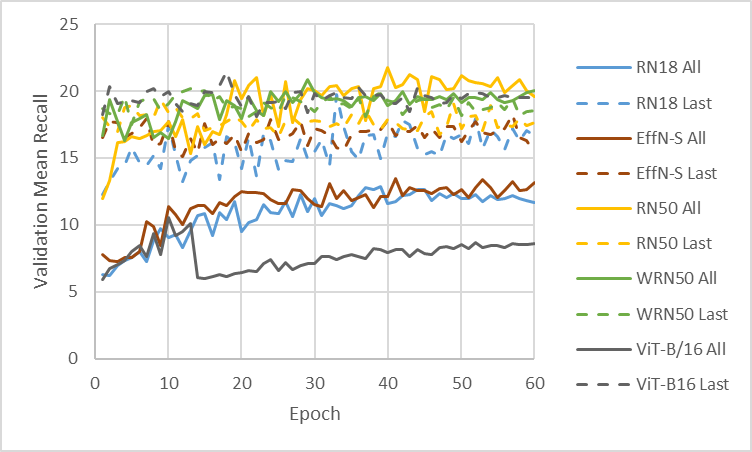 25
20
15
10
5
0
Validation Mean Recall
0 10 20 30 40 50 60
Epoch
RN18 All
RN18 Last
EffN-S All
EffN-S Last
RN50 All
RN50 Last
WRN50 All
WRN50 Last
ViT-B/16 All
ViT-B16 Last